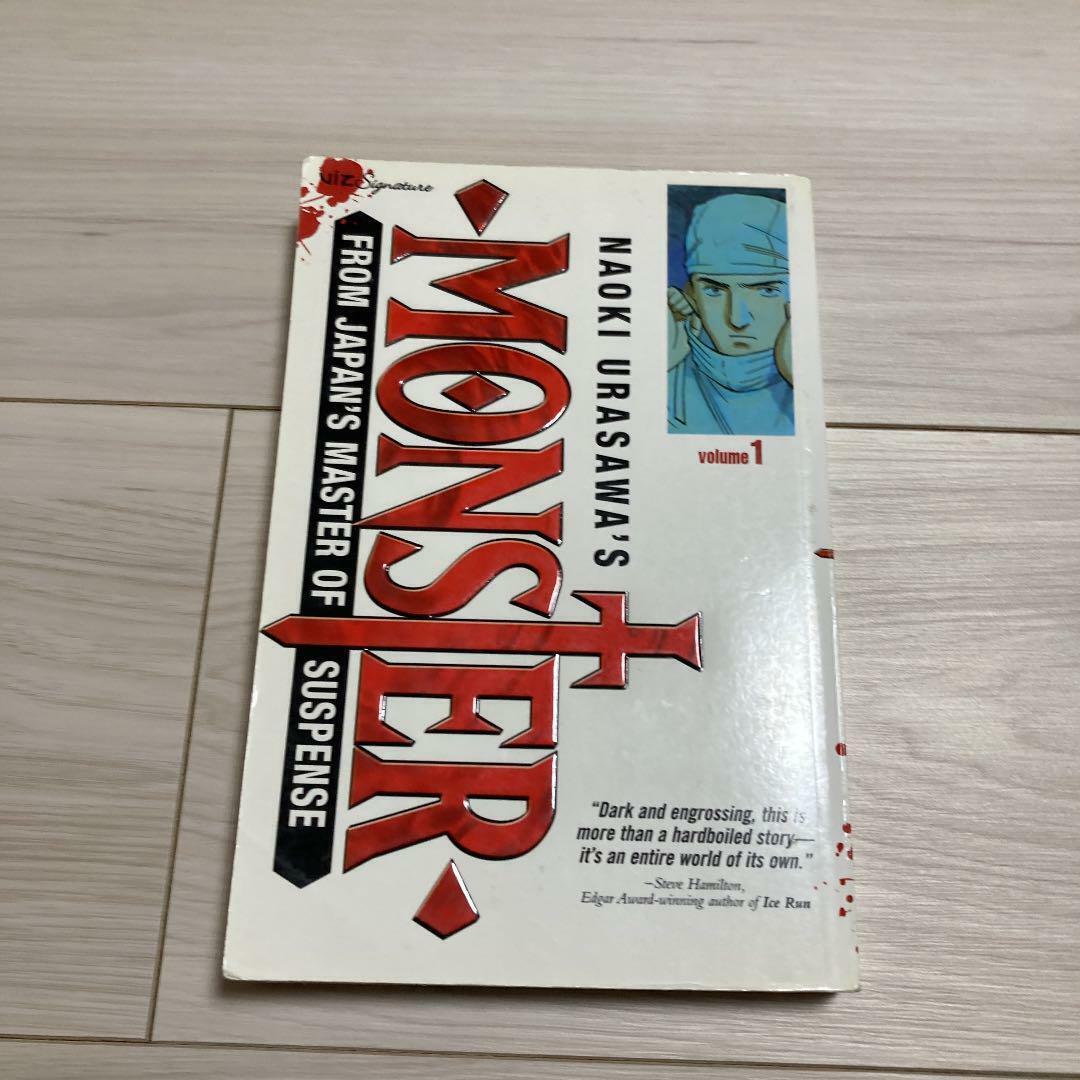 VIZ Signature
NAOKI URASAWA'S
MONSTER
FROM JAPAN'S MASTER OF SUSPENSE
volume 1
"Dark and engrossing, this is
more than a hardboiled story—
it's an entire world of its own."
—Steve Hamilton,
Edgar Award-winning author of Ice Run